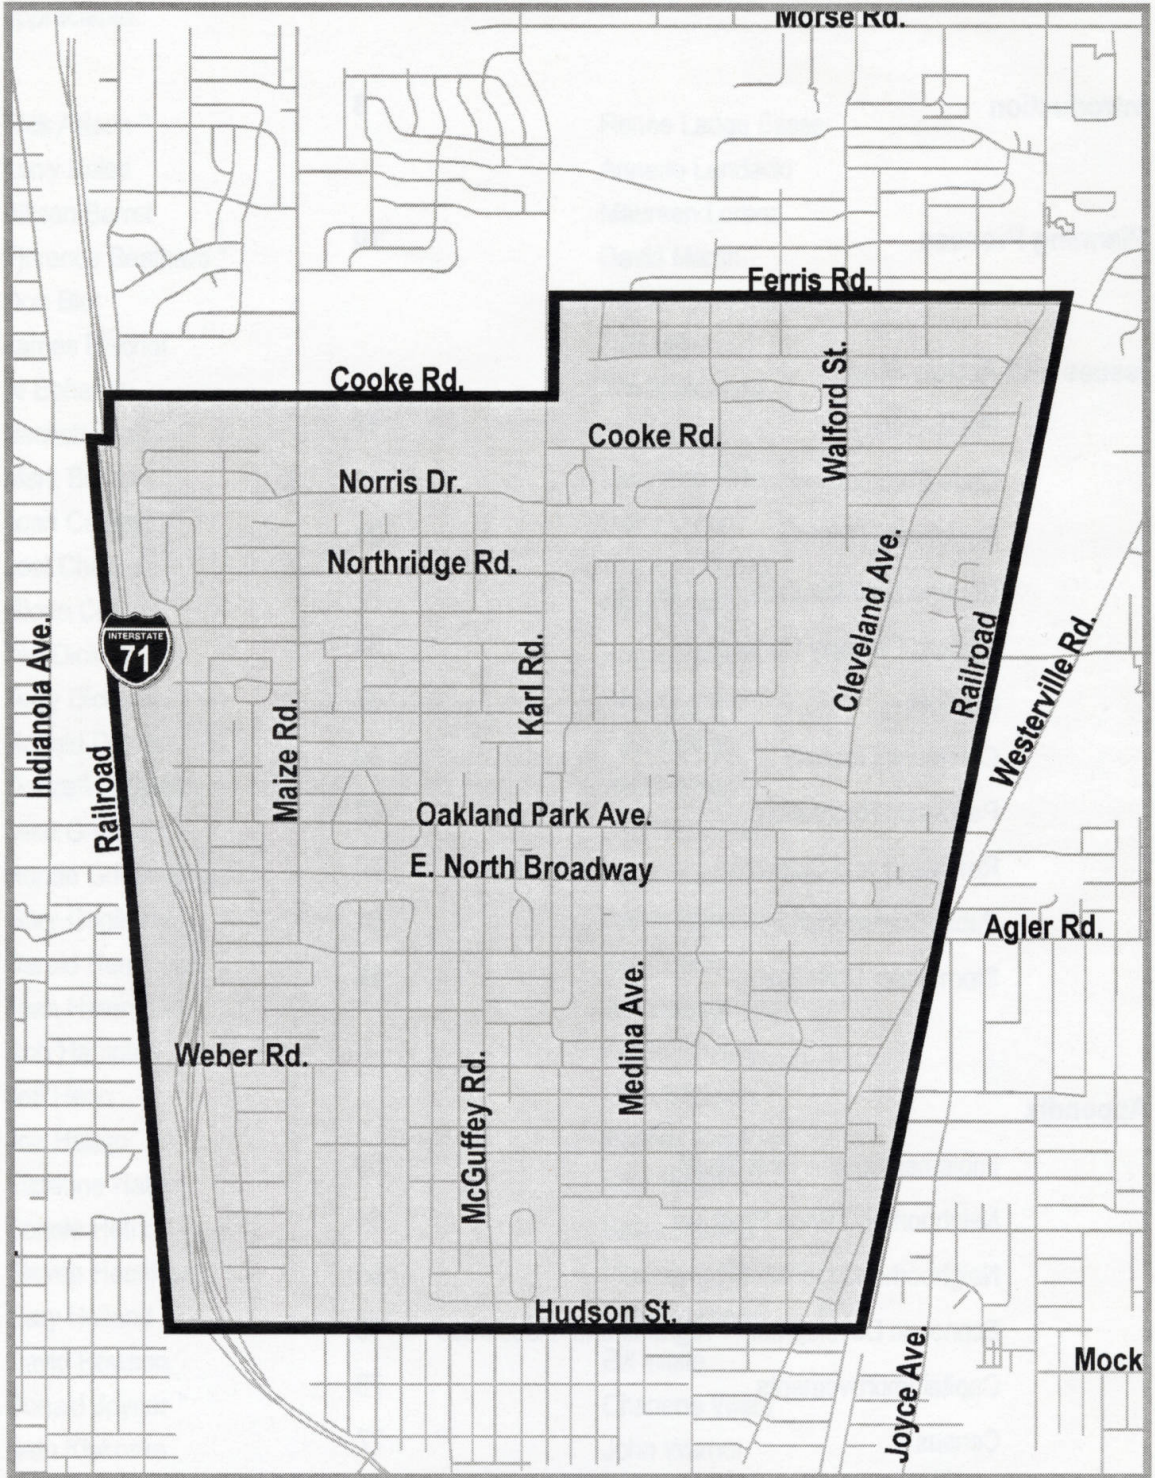 Morse Rd.
Ferris Rd.
Cooke Rd.
Walford St.
Cooke Rd.
Norris Dr.
Northridge Rd.
Cleveland Ave.
INTERSTATE
71
Indianola Ave.
Karl Rd.
Railroad
Westerville Rd.
Maize Rd.
Railroad
Oakland Park Ave.
E. North Broadway
Agler Rd.
Medina Ave.
Weber Rd.
McGuffey Rd.
Hudson St.
Joyce Ave.
Mock